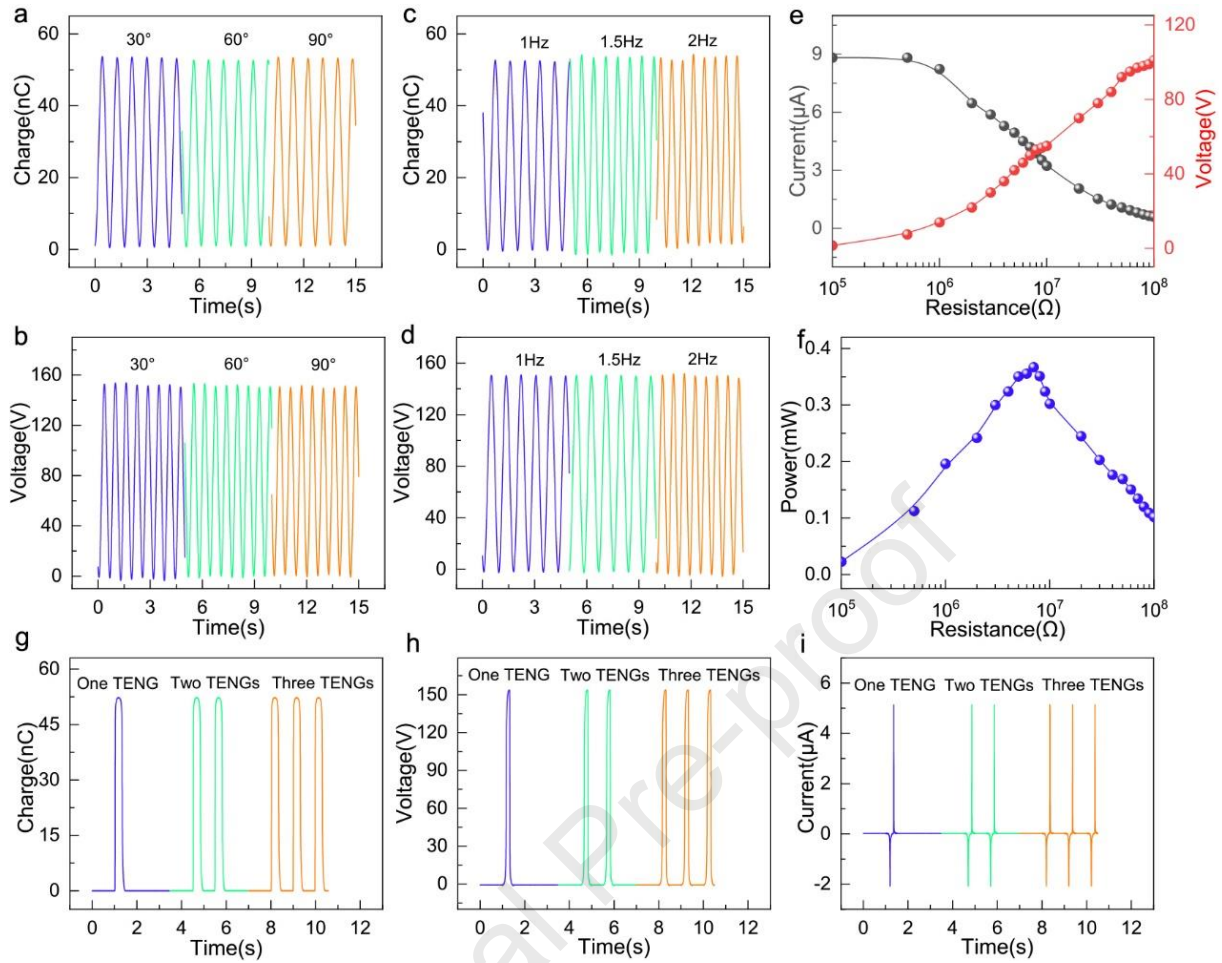 a
60
40
20
0
Charge(nC)
30°
60°
90°
0 3 6 9 12 15
Time(s)
c
60
40
20
0
Charge(nC)
1Hz
1.5Hz
2Hz
0 3 6 9 12 15
Time(s)
e
9
6
3
0
Current(μA)
120
80
40
0
Voltage(V)
10⁵ 10⁶ 10⁷ 10⁸
Resistance(Ω)
b
160
120
80
40
0
Voltage(V)
30°
60°
90°
0 3 6 9 12 15
Time(s)
d
160
120
80
40
0
Voltage(V)
1Hz
1.5Hz
2Hz
0 3 6 9 12 15
Time(s)
f
0.4
0.3
0.2
0.1
0.0
Power(mW)
10⁵ 10⁶ 10⁷ 10⁸
Resistance(Ω)
g
60
45
30
15
0
Charge(nC)
One TENG
Two TENGs
Three TENGs
0 2 4 6 8 10 12
Time(s)
h
150
120
90
60
30
0
Voltage(V)
One TENG
Two TENGs
Three TENGs
0 2 4 6 8 10 12
Time(s)
i
6
4
2
0
-2
Current(μA)
One TENG
Two TENGs
Three TENGs
0 2 4 6 8 10 12
Time(s)
al Pre-proof